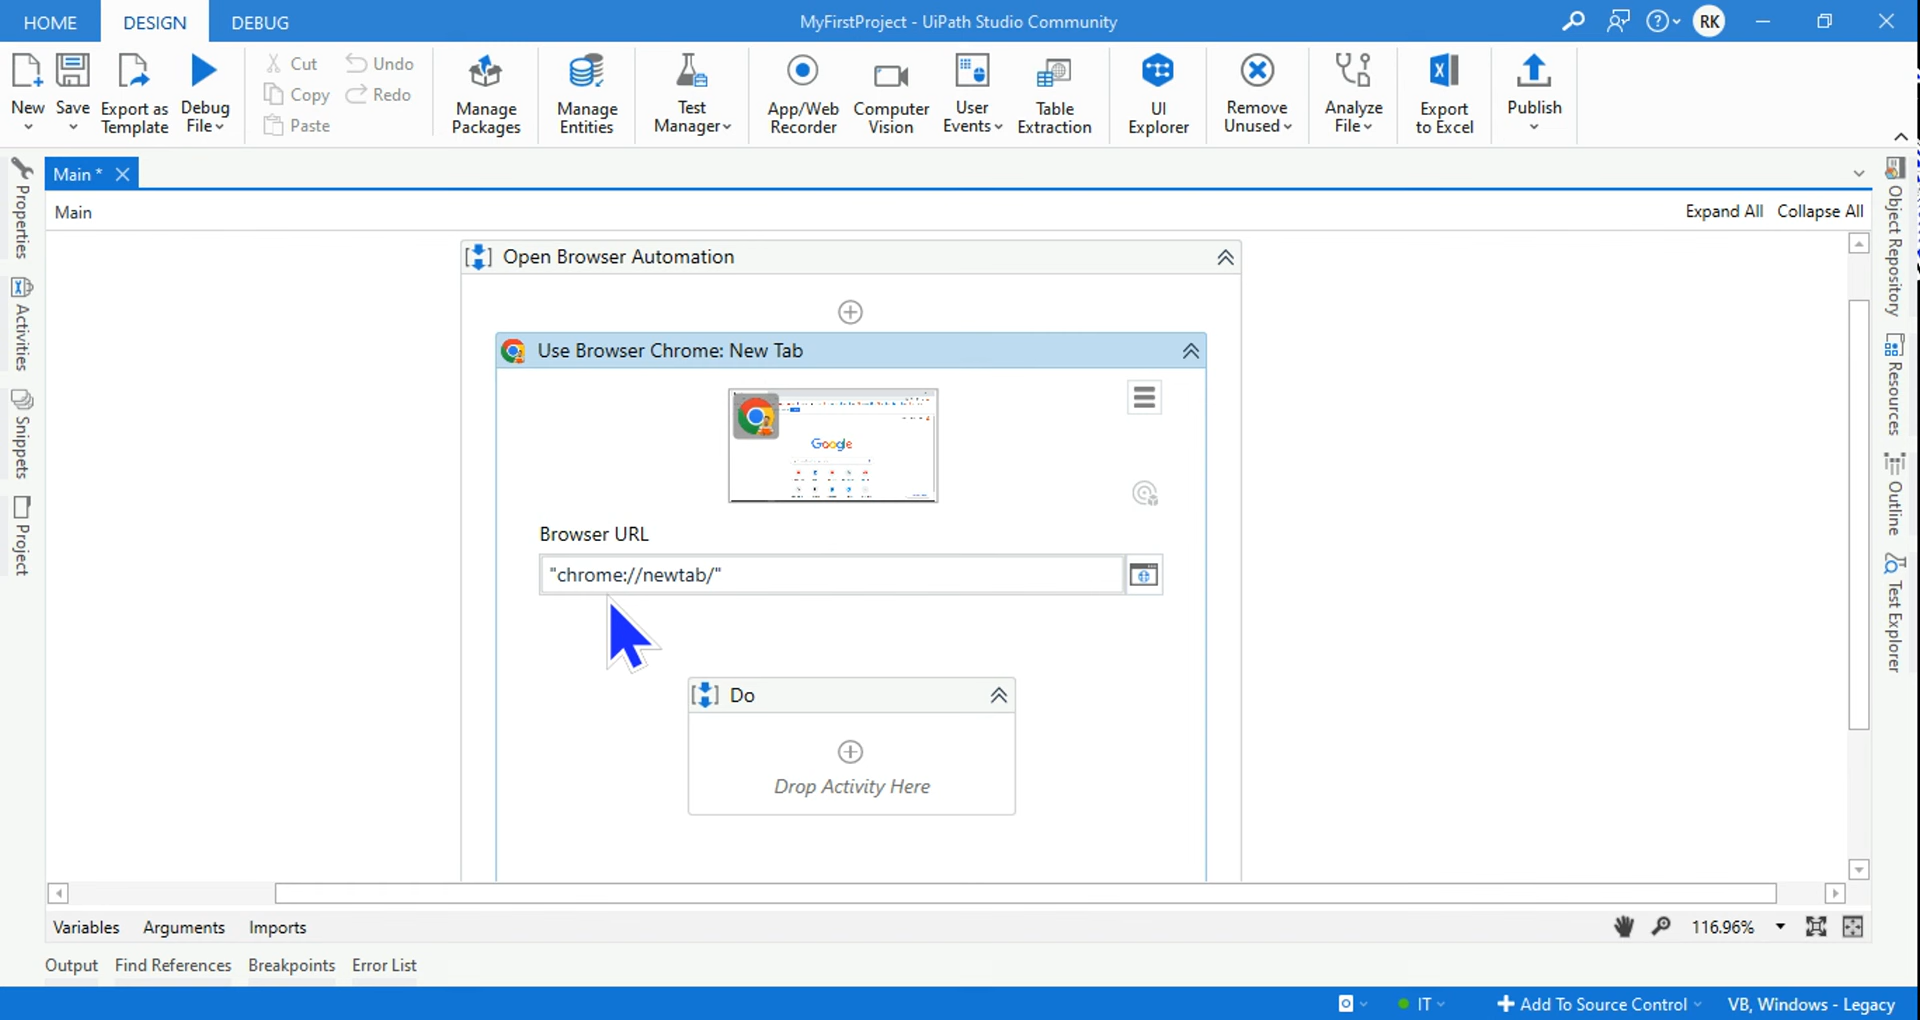 HOME DESIGN DEBUG MyFirstProject - UiPath Studio Community RK
New Save Export as Template Debug File
Cut Undo
Copy Redo
Paste
Manage Packages Manage Entities Test Manager App/Web Recorder Computer Vision User Events Table Extraction UI Explorer Remove Unused Analyze File Export to Excel Publish
Main *
Main Expand All Collapse All
Properties
Activities
Snippets
Project
Open Browser Automation
Use Browser Chrome: New Tab
Google
Browser URL
"chrome://newtab/"
Do
Drop Activity Here
Object Repository
Resources
Outline
Test Explorer
Variables Arguments Imports 116.96%
Output Find References Breakpoints Error List
IT Add To Source Control VB, Windows - Legacy